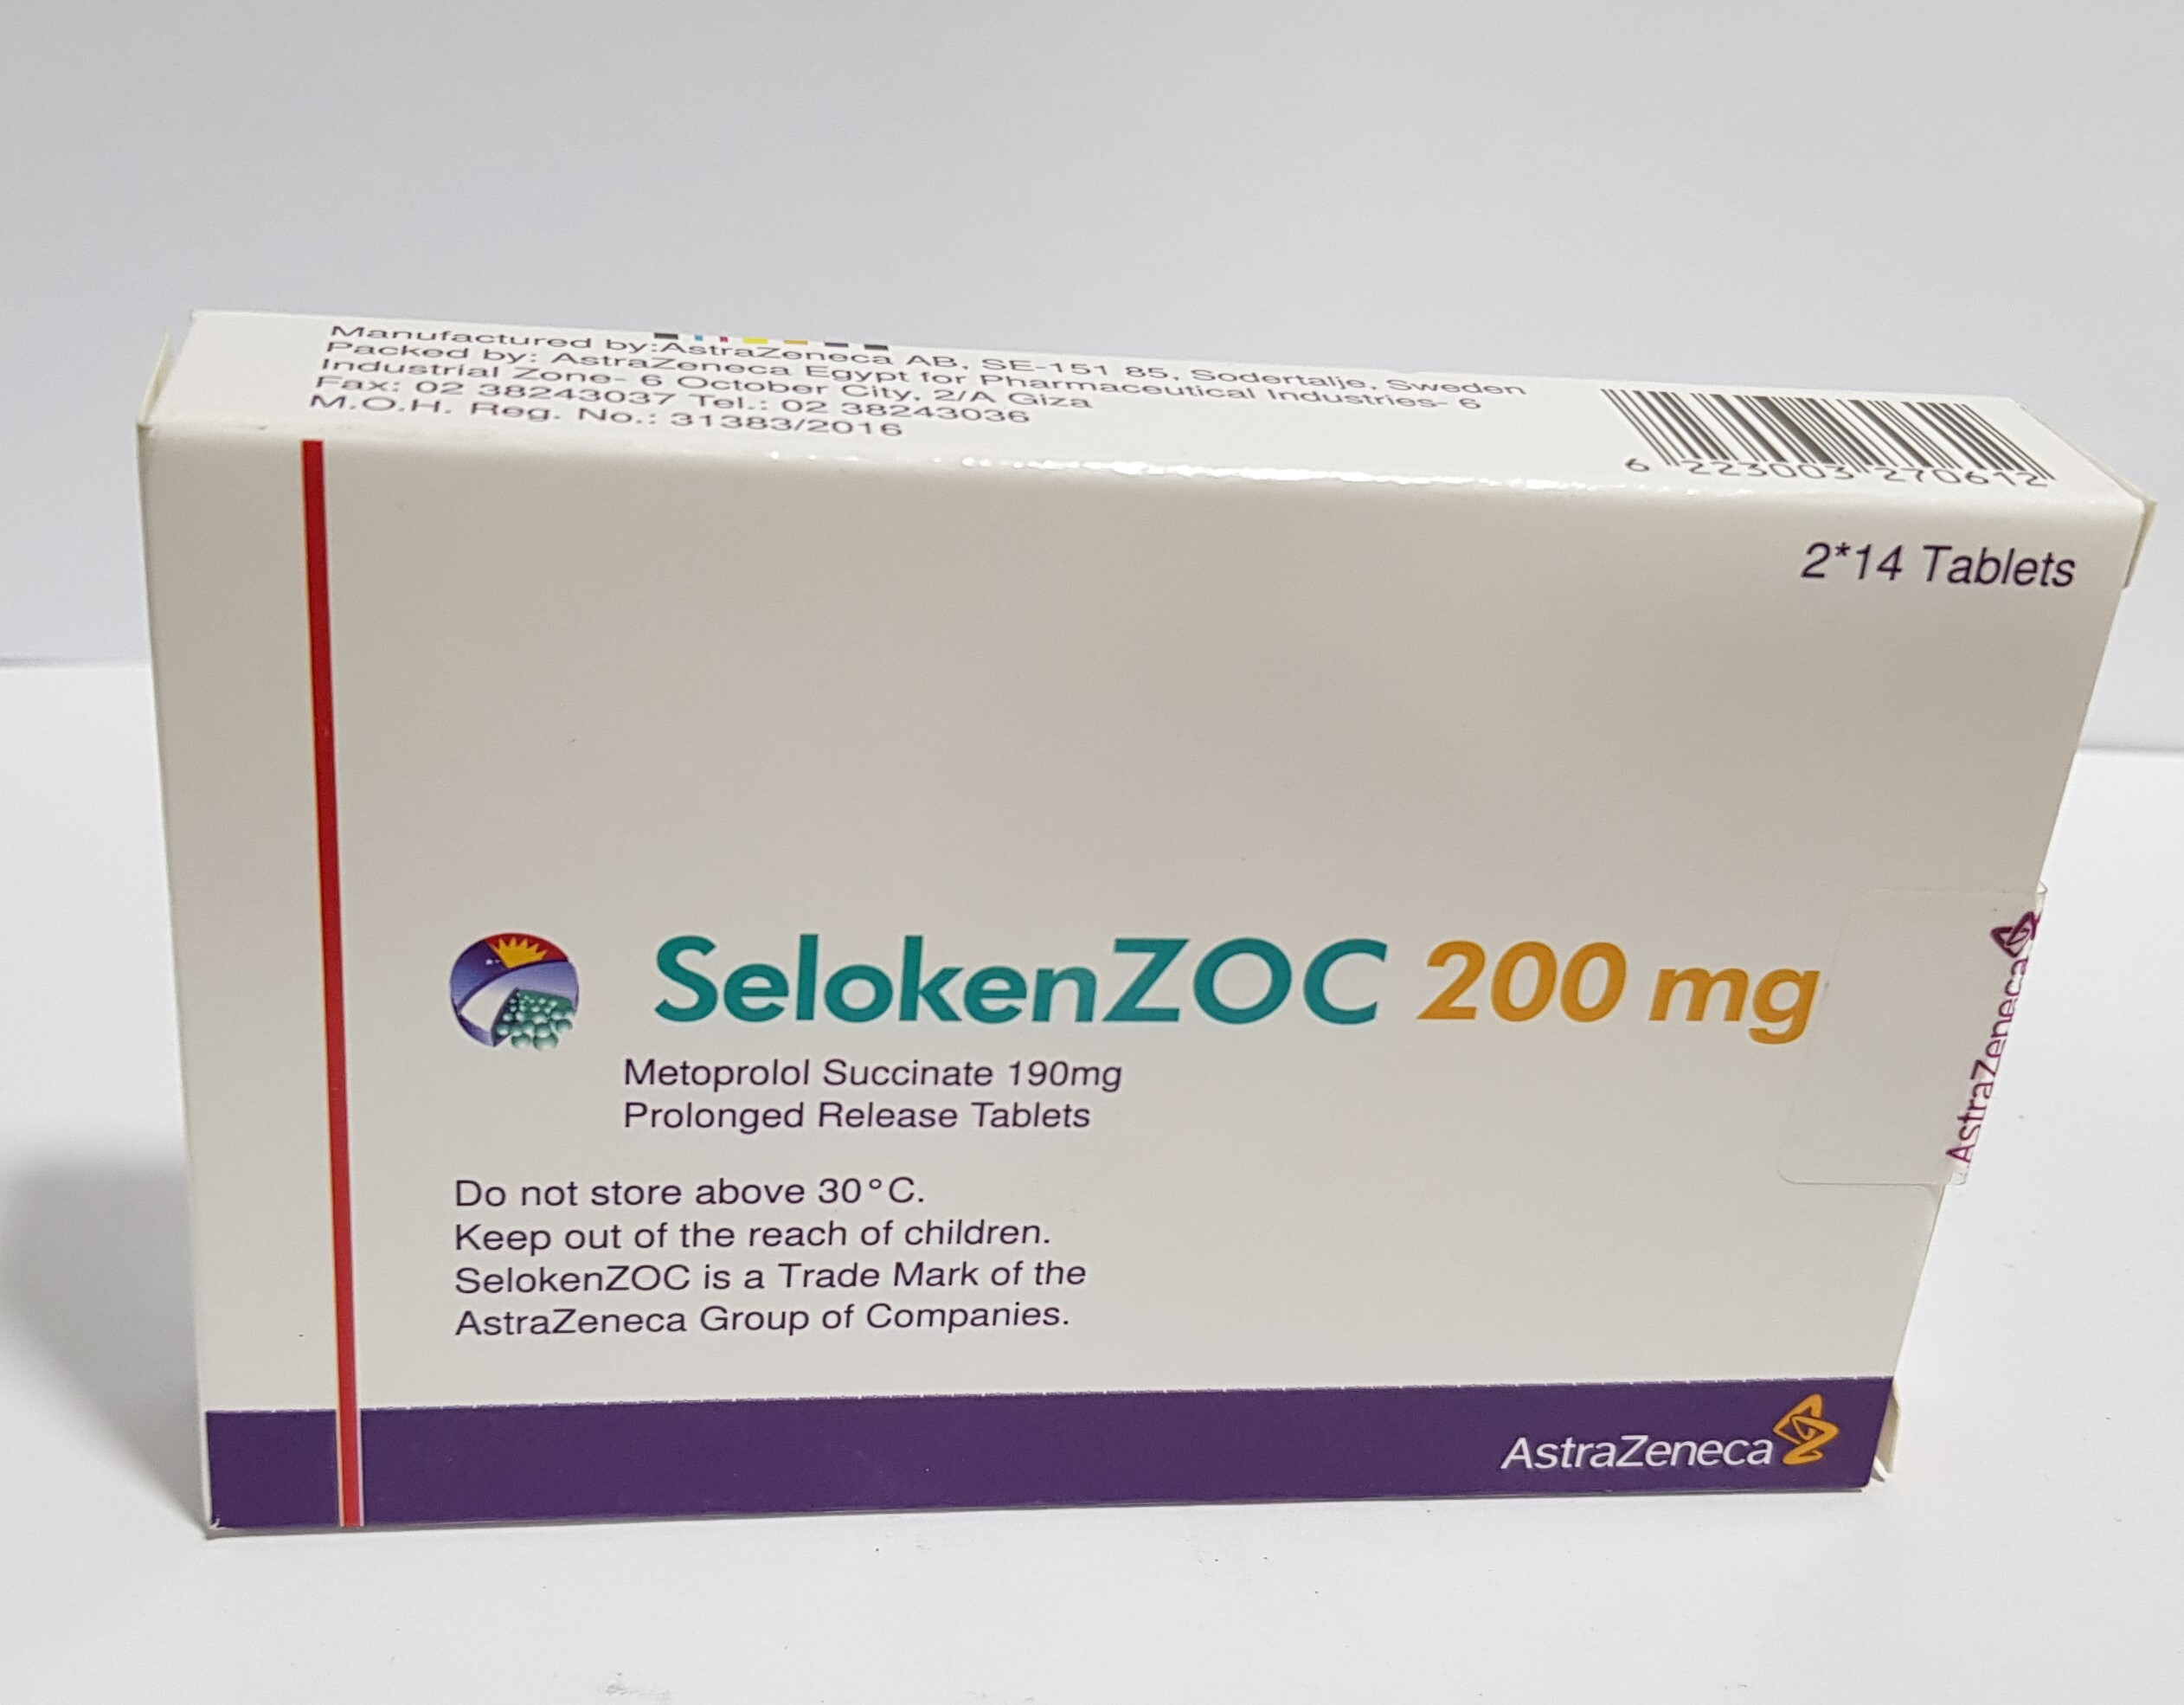 Manufactured by:AstraZeneca AB, SE-151 85, Sodertalje, Sweden
Packed by: AstraZeneca Egypt for Pharmaceutical Industries- 6
Industrial Zone- 6 October City, 2/A Giza
Fax: 02 38243037 Tel.: 02 38243036
M.O.H. Reg. No.: 31383/2016
6 223003 270612
2*14 Tablets
SelokenZOC 200 mg
Metoprolol Succinate 190mg
Prolonged Release Tablets
Do not store above 30°C.
Keep out of the reach of children.
SelokenZOC is a Trade Mark of the
AstraZeneca Group of Companies.
AstraZeneca
AstraZeneca